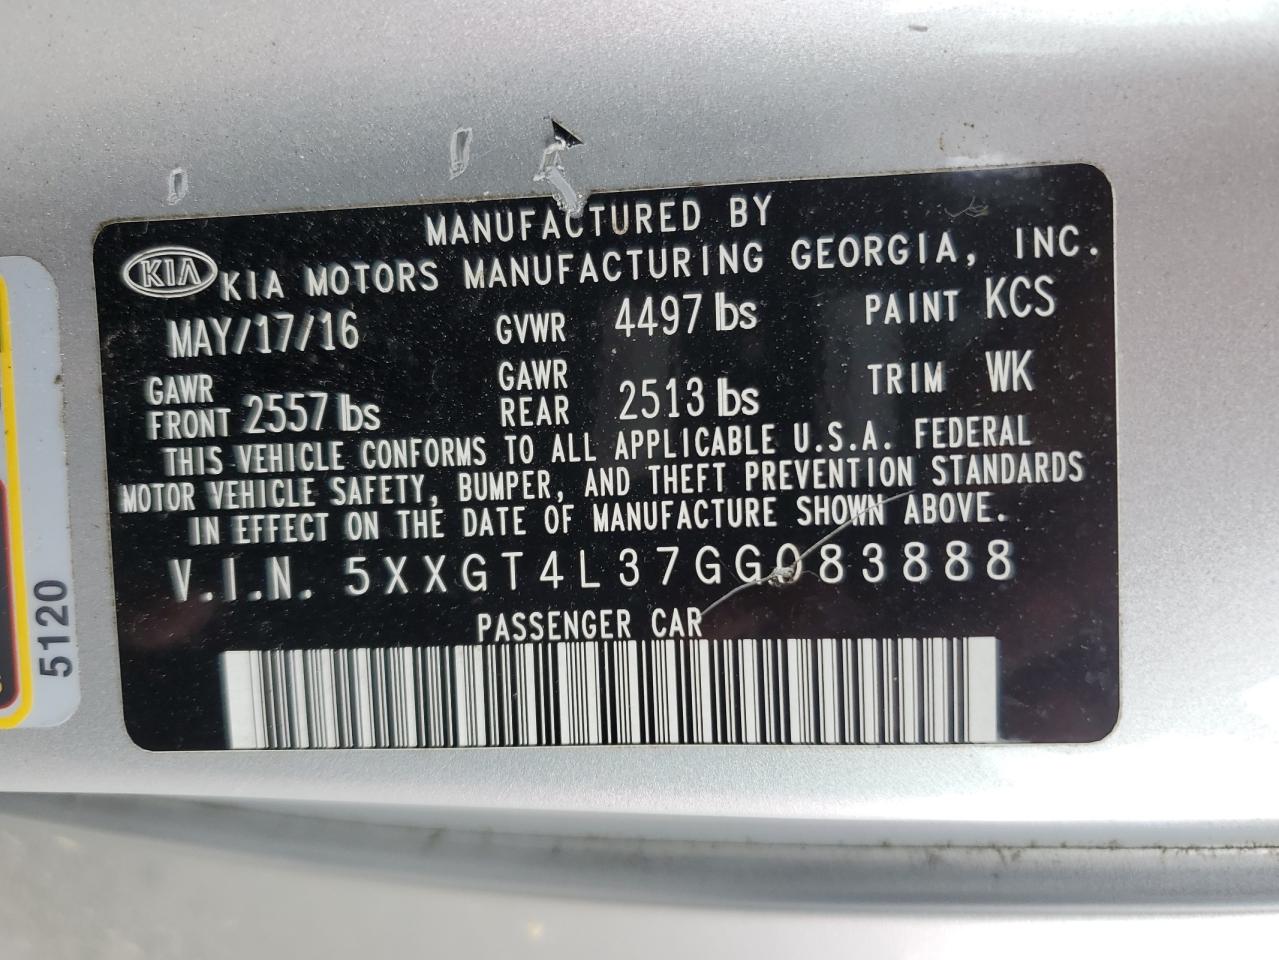 MANUFACTURED BY
KIA KIA MOTORS MANUFACTURING GEORGIA, INC.
MAY/17/16 GVWR 4497 lbs PAINT KCS
GAWR FRONT 2557 lbs GAWR REAR 2513 lbs TRIM WK
THIS VEHICLE CONFORMS TO ALL APPLICABLE U.S.A. FEDERAL
MOTOR VEHICLE SAFETY, BUMPER, AND THEFT PREVENTION STANDARDS
IN EFFECT ON THE DATE OF MANUFACTURE SHOWN ABOVE.
V.I.N. 5XXGT4L37GG083888
PASSENGER CAR
5120